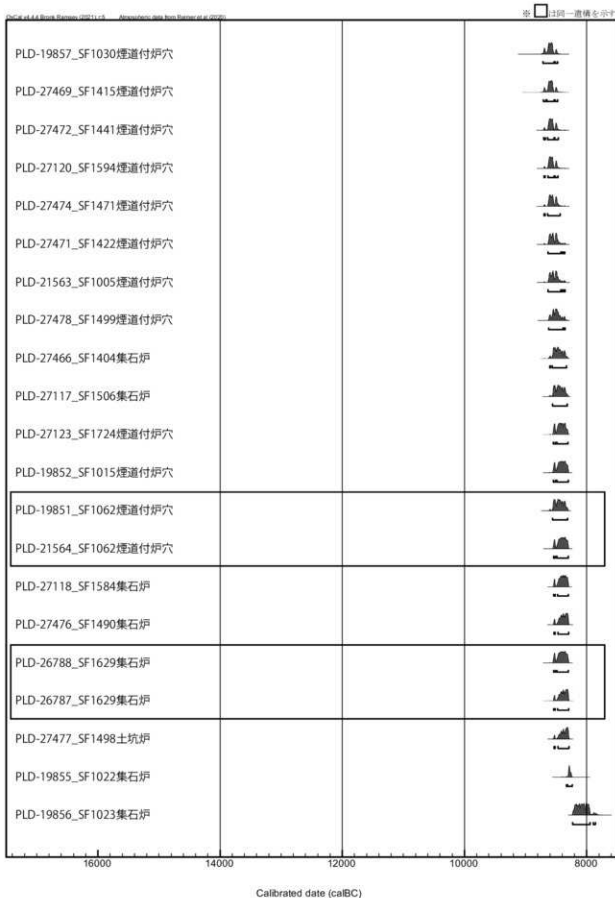 OxCal v4.4.4 Bronk Ramsey (2021); r:5 Atmospheric data from Reimer et al (2020)
※ は同一遺構を示す
PLD-19857_SF1030煙道付炉穴
PLD-27469_SF1415煙道付炉穴
PLD-27472_SF1441煙道付炉穴
PLD-27120_SF1594煙道付炉穴
PLD-27474_SF1471煙道付炉穴
PLD-27471_SF1422煙道付炉穴
PLD-21563_SF1005煙道付炉穴
PLD-27478_SF1499煙道付炉穴
PLD-27466_SF1404集石炉
PLD-27117_SF1506集石炉
PLD-27123_SF1724煙道付炉穴
PLD-19852_SF1015煙道付炉穴
PLD-19851_SF1062煙道付炉穴
PLD-21564_SF1062煙道付炉穴
PLD-27118_SF1584集石炉
PLD-27476_SF1490集石炉
PLD-26788_SF1629集石炉
PLD-26787_SF1629集石炉
PLD-27477_SF1498土坑炉
PLD-19855_SF1022集石炉
PLD-19856_SF1023集石炉
16000 14000 12000 10000 8000
Calibrated date (calBC)